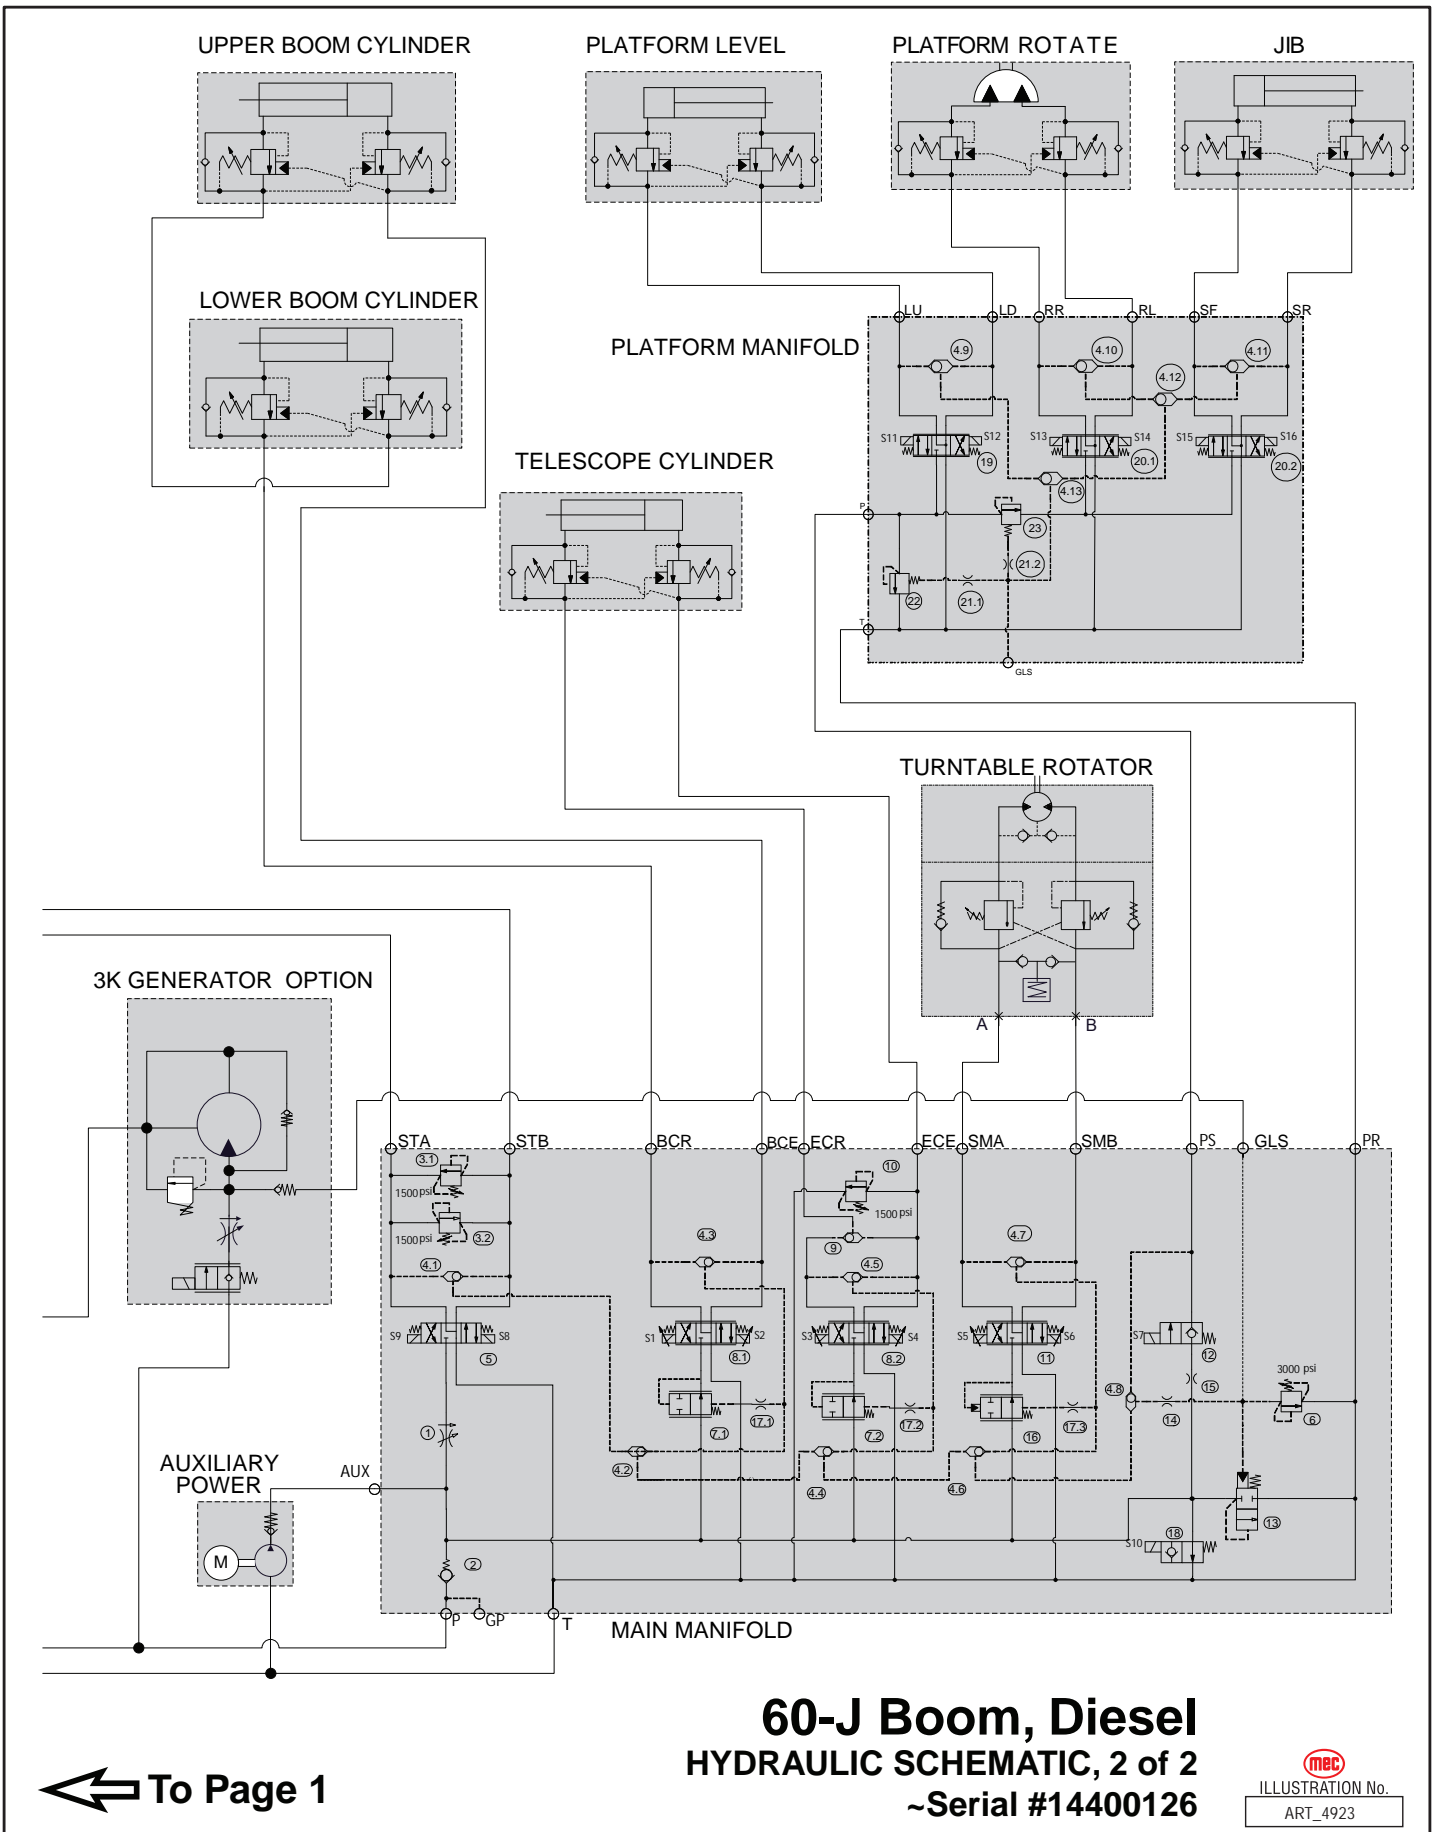 UPPER BOOM CYLINDER
PLATFORM LEVEL
PLATFORM ROTATE
JIB
LOWER BOOM CYLINDER
PLATFORM MANIFOLD
LU
LD
RR
RL
SF
SR
4.9
4.10
4.11
4.12
S11
S12
S13
S14
S15
S16
19
20.1
20.2
4.13
TELESCOPE CYLINDER
P
23
21.2
22
21.1
T
GLS
TURNTABLE ROTATOR
A
B
3K GENERATOR OPTION
STA
STB
BCR
BCE
ECR
ECE
SMA
SMB
PS
GLS
PR
3.1
1500psi
1500psi
3.2
10
1500 psi
9
4.1
4.3
4.5
4.7
S9
S8
5
S1
S2
8.1
S3
S4
8.2
S5
S6
11
S7
12
15
3000 psi
6
4.8
14
1
7.1
17.1
7.2
17.2
16
17.3
4.2
4.4
4.6
13
18
S10
AUX
AUXILIARY
POWER
M
2
P
GP
T
MAIN MANIFOLD
60-J Boom, Diesel
HYDRAULIC SCHEMATIC, 2 of 2
~Serial #14400126
To Page 1
mec
ILLUSTRATION No.
ART_4923